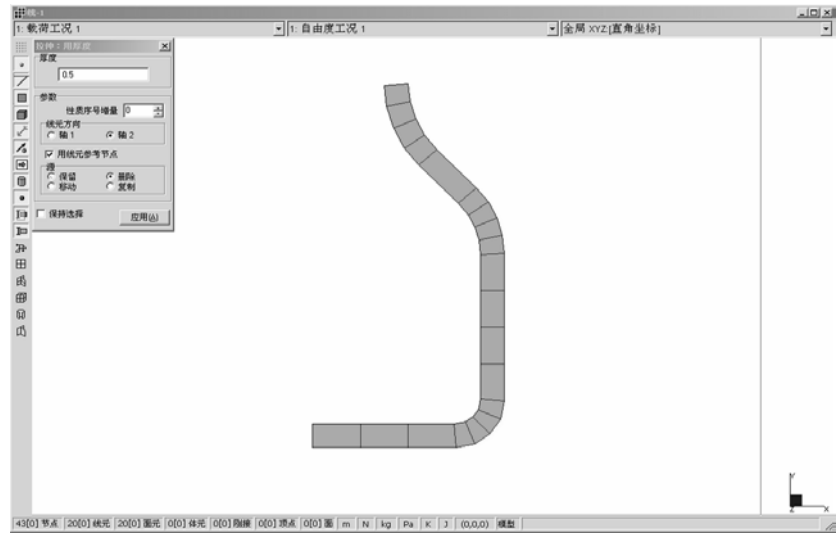 1: 载荷工况 1
1: 自由度工况 1
全局 XYZ[直角坐标]
拉伸：用厚度
厚度
0.5
参数
性质序号增量 0
线元方向
轴 1 轴 2
用线元参考节点
源
保留 删除
移动 复制
保持选择
应用(A)
Y
Z X
43[0] 节点 20[0] 线元 20[0] 面元 0[0] 体元 0[0] 刚接 0[0] 顶点 0[0] 面 m N kg Pa K J (0,0,0) 模型